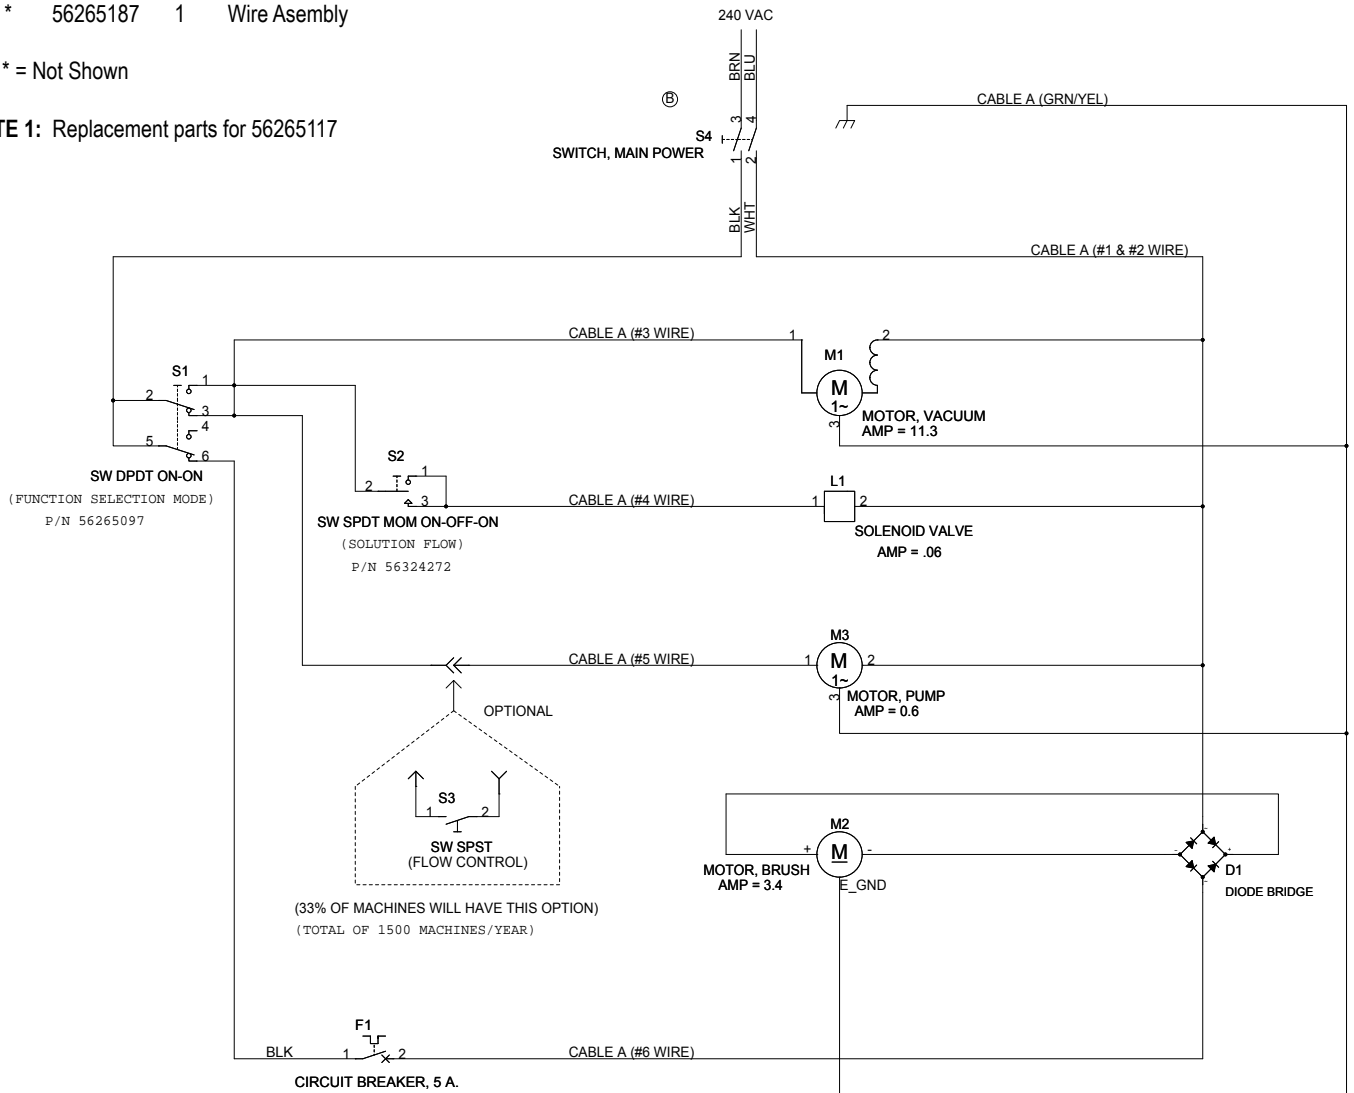 * 56265187 1 Wire Asembly
* = Not Shown
TE 1: Replacement parts for 56265117
240 VAC
BRN
BLU
B
3 4
S4
SWITCH, MAIN POWER
1 2
BLK
WHT
CABLE A (GRN/YEL)
CABLE A (#1 & #2 WIRE)
CABLE A (#3 WIRE)
1 2
M1
M
1~
3
MOTOR, VACUUM
AMP = 11.3
S1
1
2
3
4
5
6
SW DPDT ON-ON
(FUNCTION SELECTION MODE)
P/N 56265097
S2
1
2
3
SW SPDT MOM ON-OFF-ON
(SOLUTION FLOW)
P/N 56324272
CABLE A (#4 WIRE)
L1
1 2
SOLENOID VALVE
AMP = .06
CABLE A (#5 WIRE)
M3
1 M 2
1~
3
MOTOR, PUMP
AMP = 0.6
OPTIONAL
S3
1 2
SW SPST
(FLOW CONTROL)
(33% OF MACHINES WILL HAVE THIS OPTION)
(TOTAL OF 1500 MACHINES/YEAR)
M2
+ M -
MOTOR, BRUSH
AMP = 3.4
E_GND
- +
D1
DIODE BRIDGE
F1
BLK 1 2
CABLE A (#6 WIRE)
CIRCUIT BREAKER, 5 A.